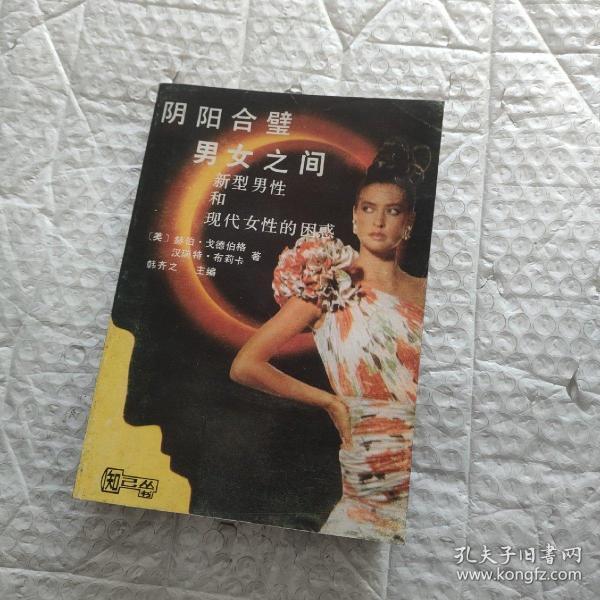 阴阳合璧
男女之间
新型男性
和
现代女性的困惑
〔美〕赫伯·戈德伯格
汉瑞特·布莉卡
著
韩齐之 主编
知己丛书
孔夫子旧书网
www.kongfz.com